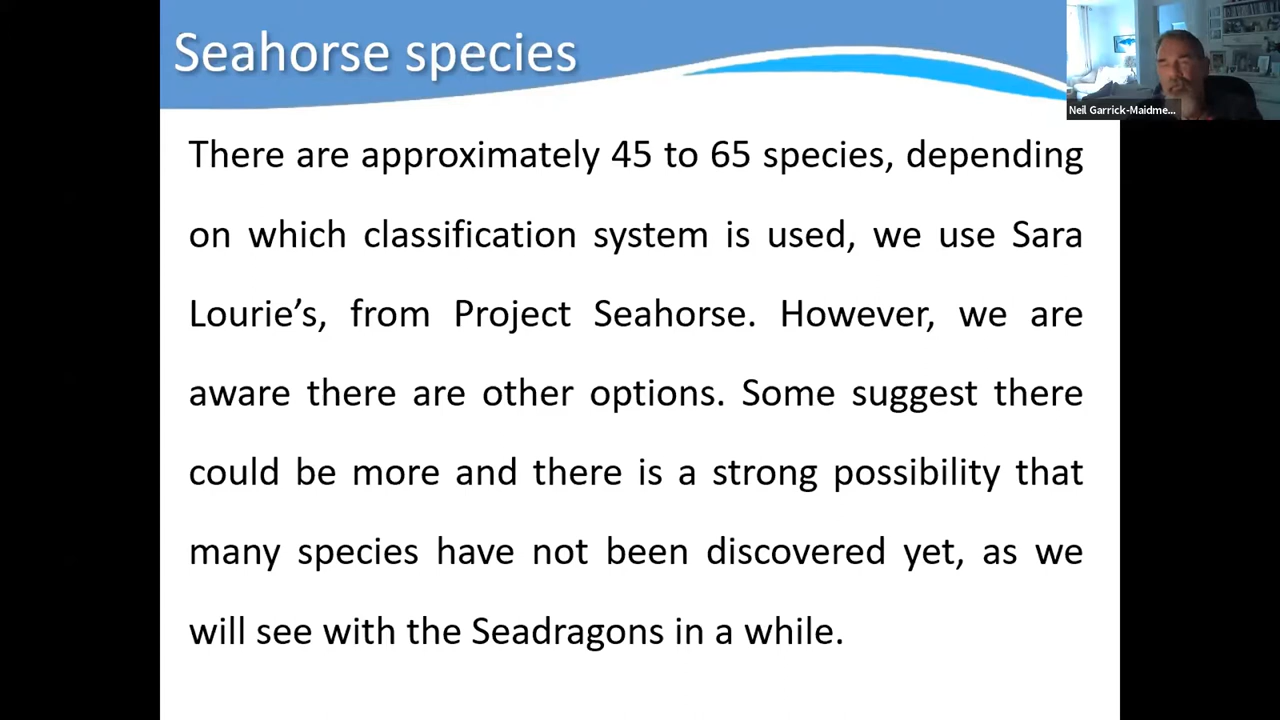 Seahorse species
Neil Garrick-Maidme...
There are approximately 45 to 65 species, depending
on which classification system is used, we use Sara
Lourie’s, from Project Seahorse. However, we are
aware there are other options. Some suggest there
could be more and there is a strong possibility that
many species have not been discovered yet, as we
will see with the Seadragons in a while.